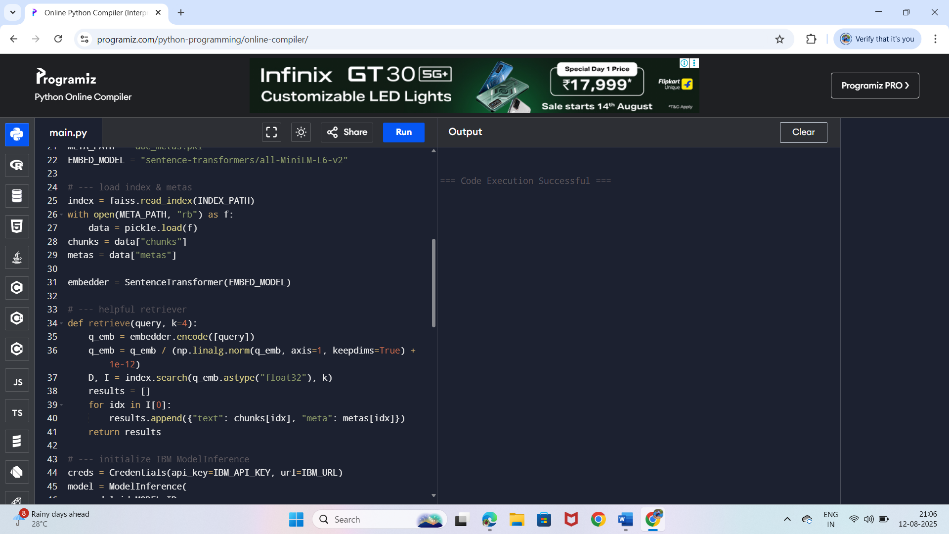 Online Python Compiler (Interp
programiz.com/python-programming/online-compiler/
Verify that it's you
Programiz
Python Online Compiler
Infinix GT 30 5G+
Customizable LED Lights
Special Day 1 Price
₹17,999*
Sale starts 14th August
Flipkart
Unique
*T&C Apply
Programiz PRO
main.py
Share
Run
Output
Clear
22 EMBED_MODEL = "sentence-transformers/all-MiniLM-L6-v2"
23
24 # --- load index & metas
25 index = faiss.read_index(INDEX_PATH)
26 with open(META_PATH, "rb") as f:
27 data = pickle.load(f)
28 chunks = data["chunks"]
29 metas = data["metas"]
30
31 embedder = SentenceTransformer(EMBED_MODEL)
32
33 # --- helpful retriever
34 def retrieve(query, k=4):
35 q_emb = embedder.encode([query])
36 q_emb = q_emb / (np.linalg.norm(q_emb, axis=1, keepdims=True) +
1e-12)
37 D, I = index.search(q_emb.astype("float32"), k)
38 results = []
39 for idx in I[0]:
40 results.append({"text": chunks[idx], "meta": metas[idx]})
41 return results
42
43 # --- initialize IBM ModelInference
44 creds = Credentials(api_key=IBM_API_KEY, url=IBM_URL)
45 model = ModelInference(
=== Code Execution Successful ===
JS
TS
8
Rainy days ahead
28°C
Search
ENG
IN
21:06
12-08-2025